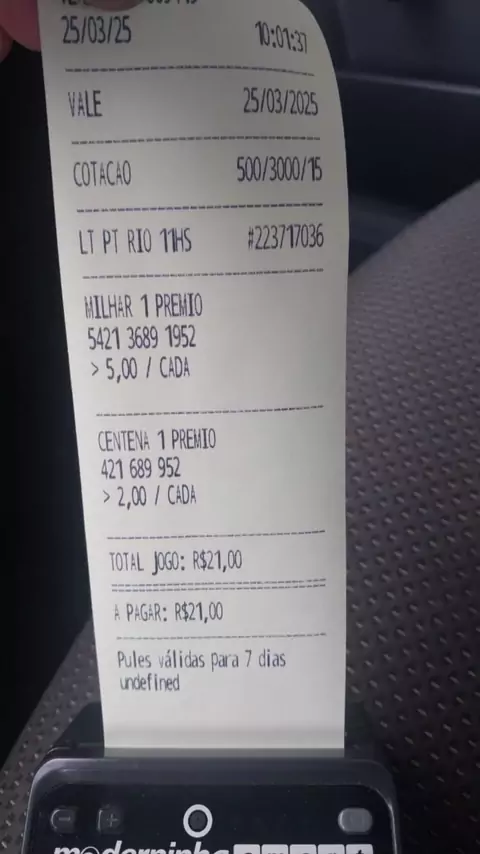 25/03/25 10:01:37
VALE 25/03/2025
COTACAO 500/3000/15
LT PT RIO 11HS #223717036
MILHAR 1 PREMIO
5421 3689 1952
> 5,00 / CADA
CENTENA 1 PREMIO
421 689 952
> 2,00 / CADA
TOTAL JOGO: R$21,00
A PAGAR: R$21,00
Pules válidas para 7 dias
undefined